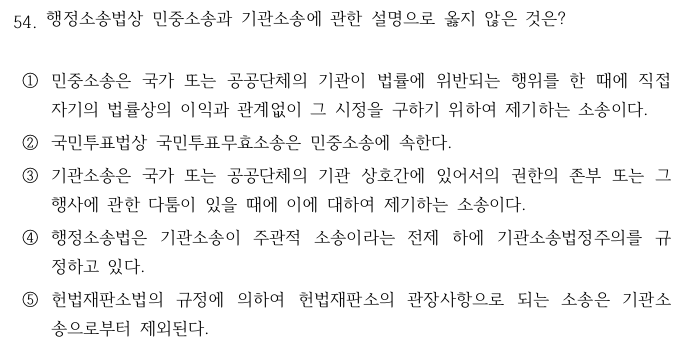 54. 행정소송법상 민중소송과 기관소송에 관한 설명으로 옳지 않은 것은?
① 민중소송은 국가 또는 공공단체의 기관이 법률에 위반되는 행위를 한 때에 직접
자기의 법률상의 이익과 관계없이 그 시정을 구하기 위하여 제기하는 소송이다.
② 국민투표법상 국민투표무효소송은 민중소송에 속한다.
③ 기관소송은 국가 또는 공공단체의 기관 상호간에 있어서의 권한의 존부 또는 그
행사에 관한 다툼이 있을 때에 이에 대하여 제기하는 소송이다.
④ 행정소송법은 기관소송이 주관적 소송이라는 전제 하에 기관소송법정주의를 규
정하고 있다.
⑤ 헌법재판소법의 규정에 의하여 헌법재판소의 관장사항으로 되는 소송은 기관소
송으로부터 제외된다.